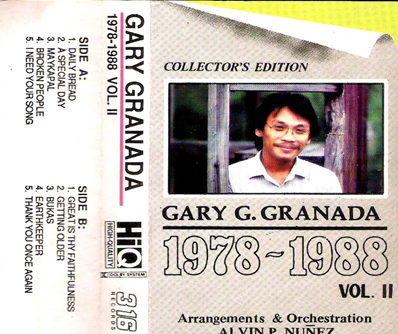 SIDE A:
1. DAILY BREAD
2. A SPECIAL DAY
3. MAYKAPAL
4. BROKEN PEOPLE
5. I NEED YOUR SONG
SIDE B:
1. GREAT IS THY FAITHFULNESS
2. GETTING OLDER
3. BUKAS
4. EARTHKEEPER
5. THANK YOU ONCE AGAIN
GARY GRANADA
1978-1988 VOL. II
HiQ
HIGH-QUALITY
DOLBY SYSTEM
316
RECORDS
COLLECTOR'S EDITION
GARY G. GRANADA
1978-1988
VOL. II
Arrangements & Orchestration
ALVIN P. NUÑEZ